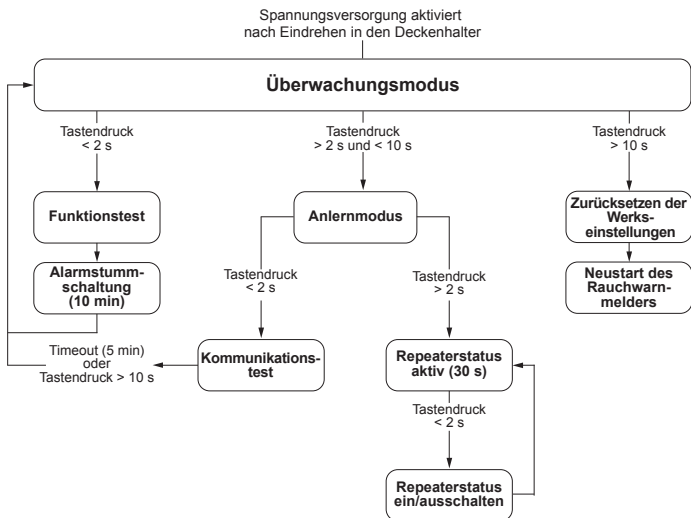 Spannungsversorgung aktiviert
nach Eindrehen in den Deckenhalter
Überwachungsmodus
Tastendruck
< 2 s
Tastendruck
> 2 s und < 10 s
Tastendruck
> 10 s
Funktionstest
Anlernmodus
Zurücksetzen der
Werks-
einstellungen
Alarmstumm-
schaltung
(10 min)
Tastendruck
< 2 s
Tastendruck
> 2 s
Neustart des
Rauchwarn-
melders
Timeout (5 min)
oder
Tastendruck > 10 s
Kommunikations-
test
Repeaterstatus
aktiv (30 s)
Tastendruck
< 2 s
Repeaterstatus
ein/ausschalten